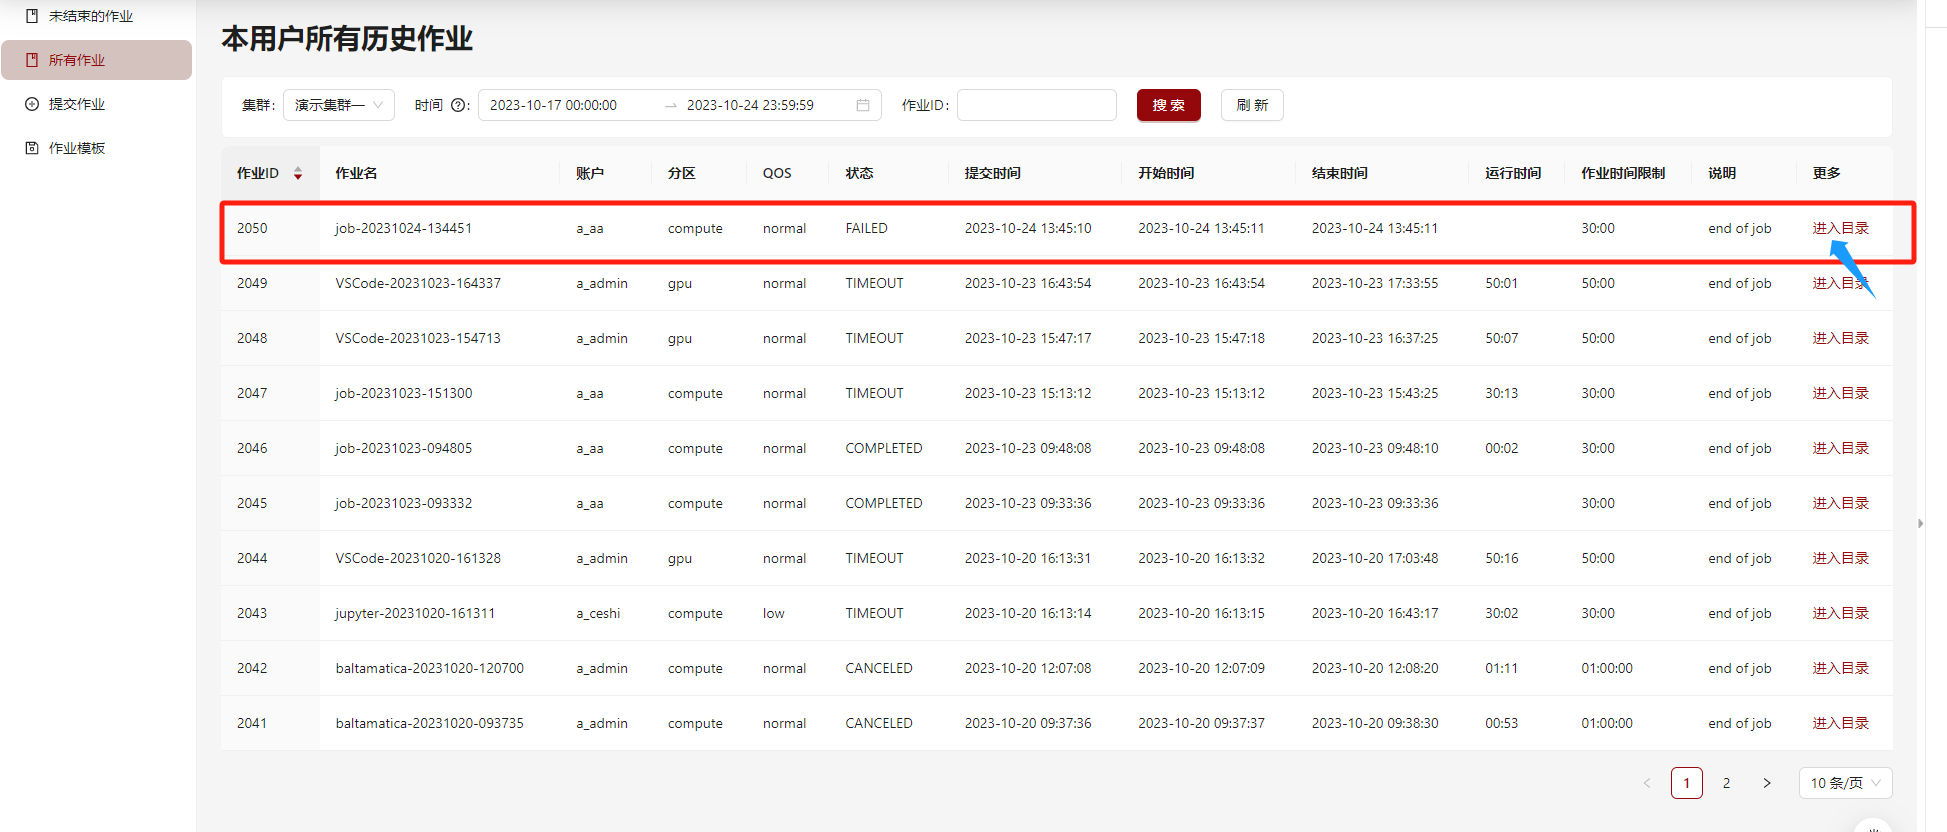 未结束的作业
所有作业
提交作业
作业模板
本用户所有历史作业
集群: 演示集群一 时间 ?: 2023-10-17 00:00:00 → 2023-10-24 23:59:59 作业ID: 搜 索 刷 新
作业ID 作业名 账户 分区 QOS 状态 提交时间 开始时间 结束时间 运行时间 作业时间限制 说明 更多
2050 job-20231024-134451 a_aa compute normal FAILED 2023-10-24 13:45:10 2023-10-24 13:45:11 2023-10-24 13:45:11 30:00 end of job 进入目录
2049 VSCode-20231023-164337 a_admin gpu normal TIMEOUT 2023-10-23 16:43:54 2023-10-23 16:43:54 2023-10-23 17:33:55 50:01 50:00 end of job 进入目录
2048 VSCode-20231023-154713 a_admin gpu normal TIMEOUT 2023-10-23 15:47:17 2023-10-23 15:47:18 2023-10-23 16:37:25 50:07 50:00 end of job 进入目录
2047 job-20231023-151300 a_aa compute normal TIMEOUT 2023-10-23 15:13:12 2023-10-23 15:13:12 2023-10-23 15:43:25 30:13 30:00 end of job 进入目录
2046 job-20231023-094805 a_aa compute normal COMPLETED 2023-10-23 09:48:08 2023-10-23 09:48:08 2023-10-23 09:48:10 00:02 30:00 end of job 进入目录
2045 job-20231023-093332 a_aa compute normal COMPLETED 2023-10-23 09:33:36 2023-10-23 09:33:36 2023-10-23 09:33:36 30:00 end of job 进入目录
2044 VSCode-20231020-161328 a_admin gpu normal TIMEOUT 2023-10-20 16:13:31 2023-10-20 16:13:32 2023-10-20 17:03:48 50:16 50:00 end of job 进入目录
2043 jupyter-20231020-161311 a_ceshi compute low TIMEOUT 2023-10-20 16:13:14 2023-10-20 16:13:15 2023-10-20 16:43:17 30:02 30:00 end of job 进入目录
2042 baltamatica-20231020-120700 a_admin compute normal CANCELED 2023-10-20 12:07:08 2023-10-20 12:07:09 2023-10-20 12:08:20 01:11 01:00:00 end of job 进入目录
2041 baltamatica-20231020-093735 a_admin compute normal CANCELED 2023-10-20 09:37:36 2023-10-20 09:37:37 2023-10-20 09:38:30 00:53 01:00:00 end of job 进入目录
< 1 2 > 10 条/页